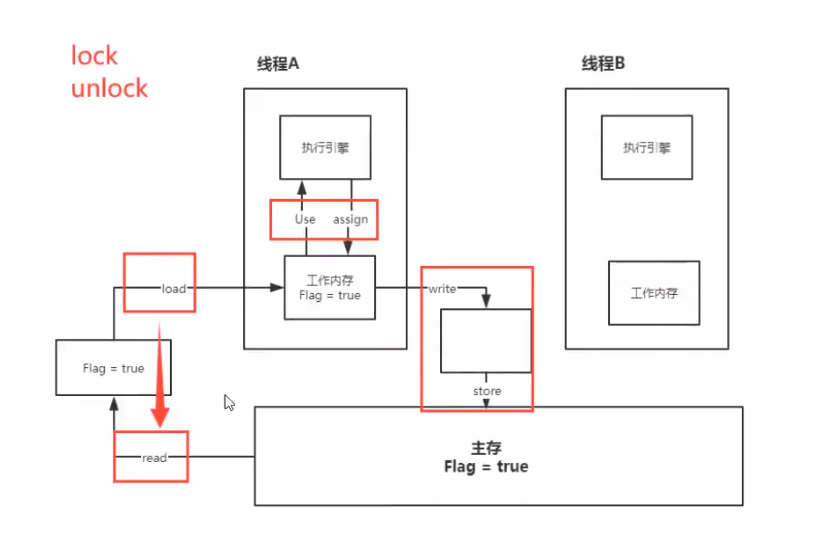 lock
unlock
线程A
线程B
执行引擎
执行引擎
Use
assign
load
工作内存
Flag = true
write
工作内存
Flag = true
store
read
主存
Flag = true